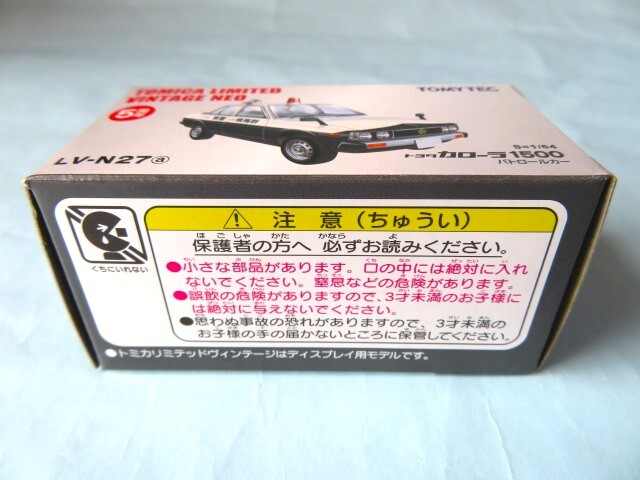 TOMICA LIMITED
VINTAGE NEO
TOMYTEC
LV-N27ⓐ
S=1/64
トヨタ カローラ 1500
パトロールカー
くちにいれない
⚠ 注意(ちゅうい)
保護者の方へ 必ずお読みください。
●小さな部品があります。口の中には絶対に入れ
ないでください。窒息などの危険があります。
●誤飲の危険がありますので、3才未満のお子様に
は絶対に与えないでください。
●思わぬ事故の恐れがありますので、3才未満の
お子様の手の届かないところに保管してください。
●トミカリミテッドヴィンテージはディスプレイ用モデルです。